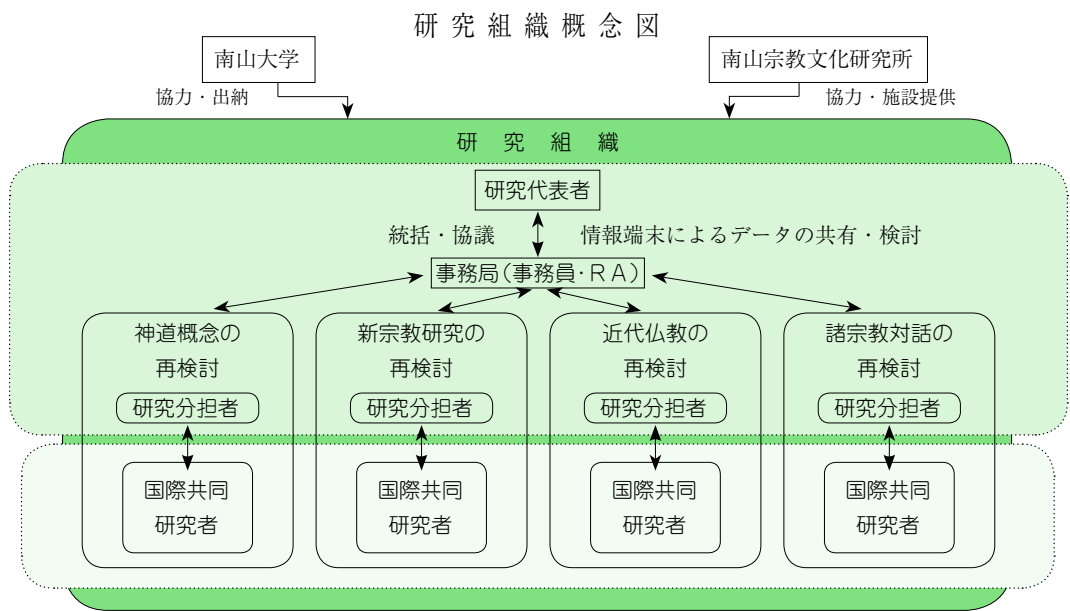 研究組織概念図
南山大学
南山宗教文化研究所
協力・出納
協力・施設提供
研究組織
研究代表者
統括・協議
情報端末によるデータの共有・検討
事務局(事務員・RA)
神道概念の
再検討
研究分担者
国際共同
研究者
新宗教研究の
再検討
研究分担者
国際共同
研究者
近代仏教の
再検討
研究分担者
国際共同
研究者
諸宗教対話の
再検討
研究分担者
国際共同
研究者